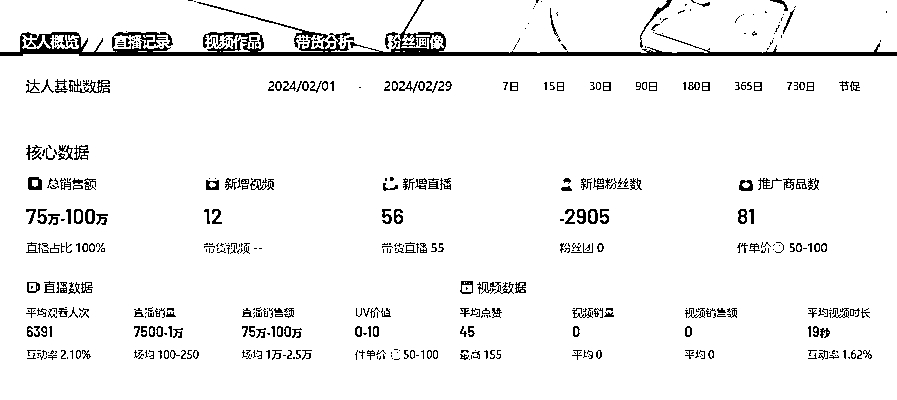 达人概览 直播记录 视频作品 带货分析 粉丝画像
达人基础数据 2024/02/01 - 2024/02/29 7日 15日 30日 90日 180日 365日 730日 节促
核心数据
总销售额 新增视频 新增直播 新增粉丝数 推广商品数
75万-100万 12 56 -2905 81
直播占比 100% 带货视频 -- 带货直播 55 粉丝团 0 件单价 50-100
直播数据 视频数据
平均观看人次 直播销量 直播销售额 UV价值 平均点赞 视频销量 视频销售额 平均视频时长
6391 7500-1万 75万-100万 0-10 45 0 0 19秒
互动率 2.10% 场均 100-250 场均 1万-2.5万 件单价 50-100 最高 155 平均 0 平均 0 互动率 1.62%